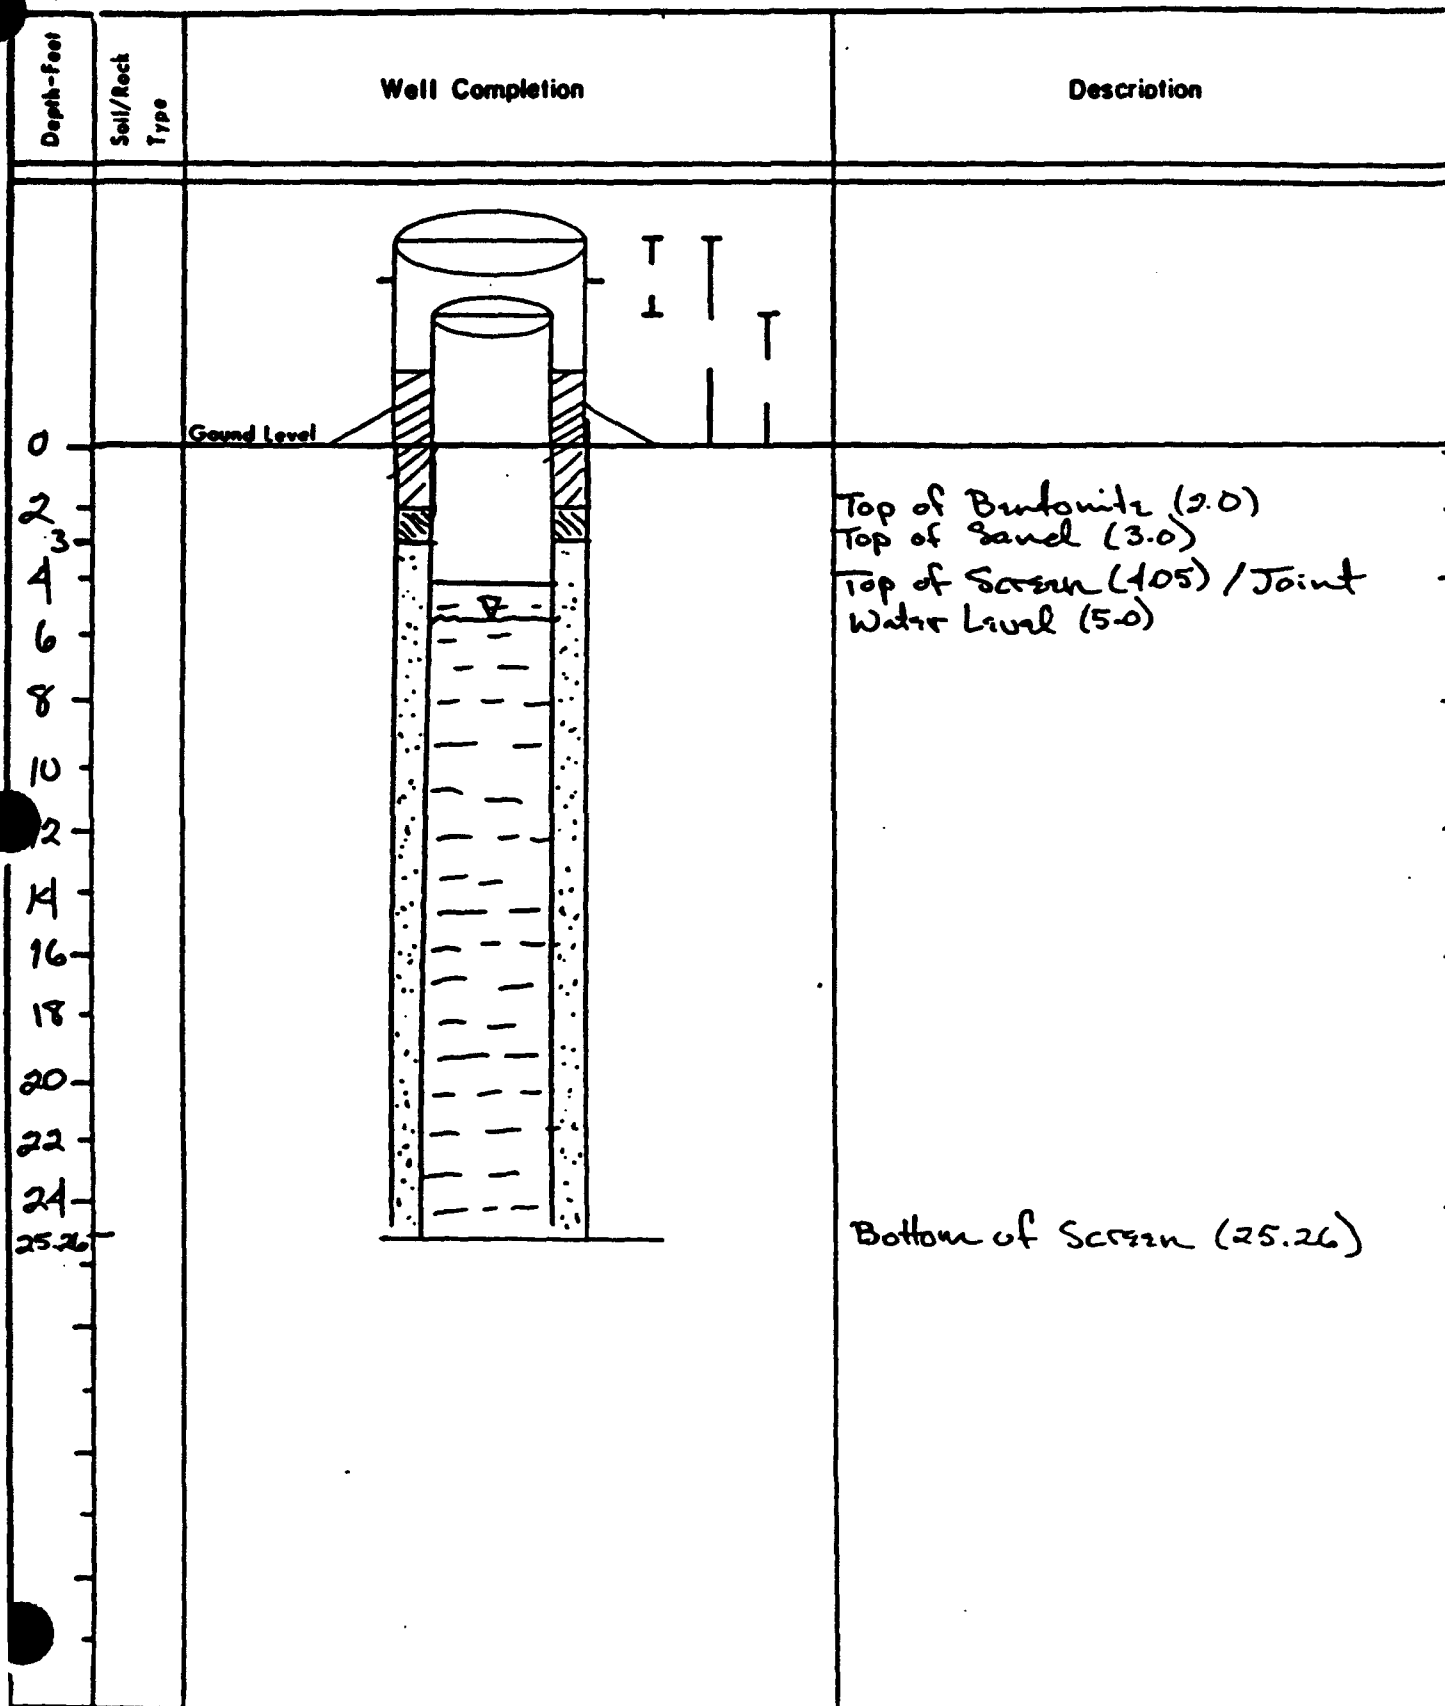 Depth-Feet
Soil/Rock
Type
Well Completion
Description
Gound Level
0
2
Top of Bentonite (2.0)
3
Top of Sand (3.0)
4
Top of Screen (4.05) / Joint
Water Level (5.0)
6
8
10
12
14
16
18
20
22
24
25.26
Bottom of Screen (25.26)